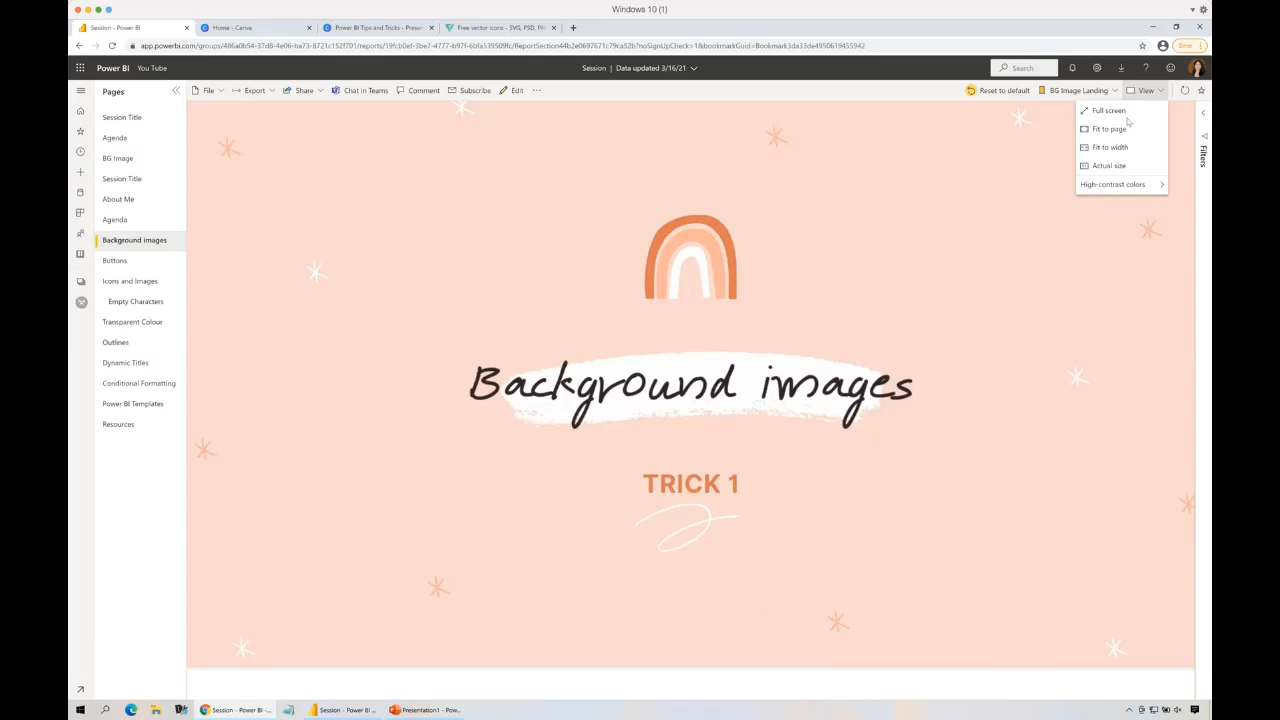 Windows 10 (1)
Session - Power BI
Home - Canva
Power BI Tips and Tricks - Prese
Free vector icons - SVG, PSD, Ph
Error
Power BI
YouTube
Session
Data updated 3/16/21
Search
Pages
File
Export
Share
Chat in Teams
Comment
Subscribe
Edit
Reset to default
BG Image Landing
View
Session Title
Agenda
BG Image
Session Title
About Me
Agenda
Background images
Buttons
Icons and Images
Empty Characters
Transparent Colour
Outlines
Dynamic Titles
Conditional Formatting
Power BI Templates
Resources
Full screen
Fit to page
Fit to width
Actual size
High-contrast colors
Filters
Background images
TRICK 1
Session - Power BI -...
Session - Power BI ...
Presentation1 - Pow...